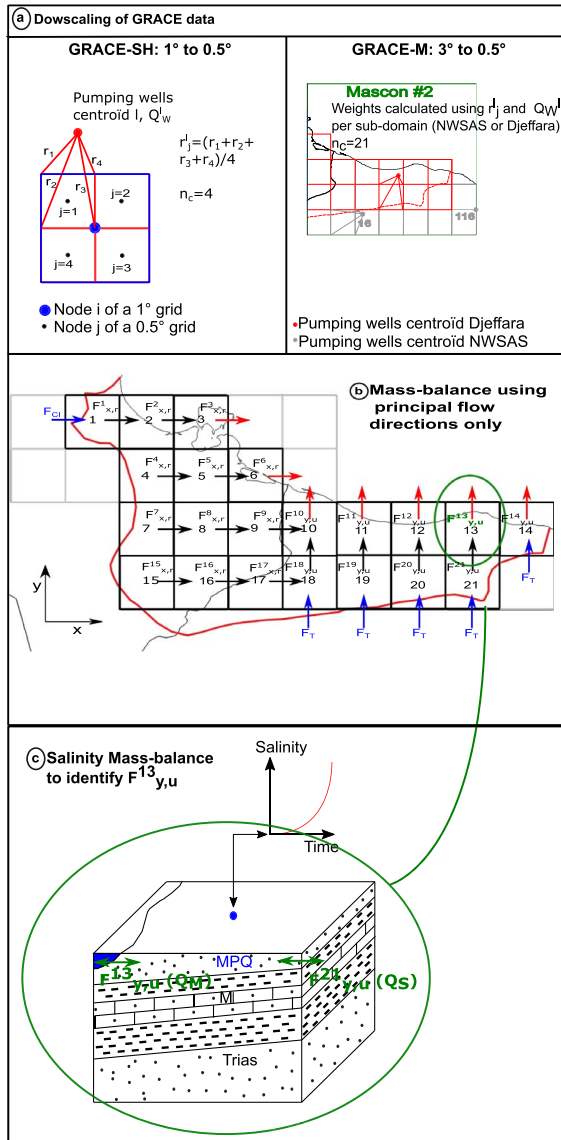 a Dowscaling of GRACE data
GRACE-SH: 1° to 0.5°
Pumping wells
centroïd I, Q^I_W
r1
r2
r3
r4
r^I_j=(r1+r2+
r3+r4)/4
n_c=4
j=1
j=2
j=4
j=3
Node i of a 1° grid
Node j of a 0.5° grid
GRACE-M: 3° to 0.5°
Mascon #2
Weights calculated using r^I_j and Q_W^I
per sub-domain (NWSAS or Djeffara)
n_c=21
16
116
Pumping wells centroïd Djeffara
Pumping wells centroïd NWSAS
b Mass-balance using
principal flow
directions only
F_CI
F^1_x,r
F^2_x,r
F^3_x,r
1
2
3
F^4_x,r
F^5_x,r
F^6_x,r
4
5
6
F^7_x,r
F^8_x,r
F^9_x,r
F^10_y,u
F^11_y,u
F^12_y,u
F^13_y,u
F^14_y,u
7
8
9
10
11
12
13
14
F^15_x,r
F^16_x,r
F^17_x,r
F^18_y,u
F^19_y,u
F^20_y,u
F^21_y,u
F_T
15
16
17
18
19
20
21
F_T
F_T
F_T
F_T
y
x
c Salinity Mass-balance
to identify F^13_y,u
Salinity
Time
MPQ
F^13_y,u (Q_M)
F^21_y,u (Q_S)
MI
Trias